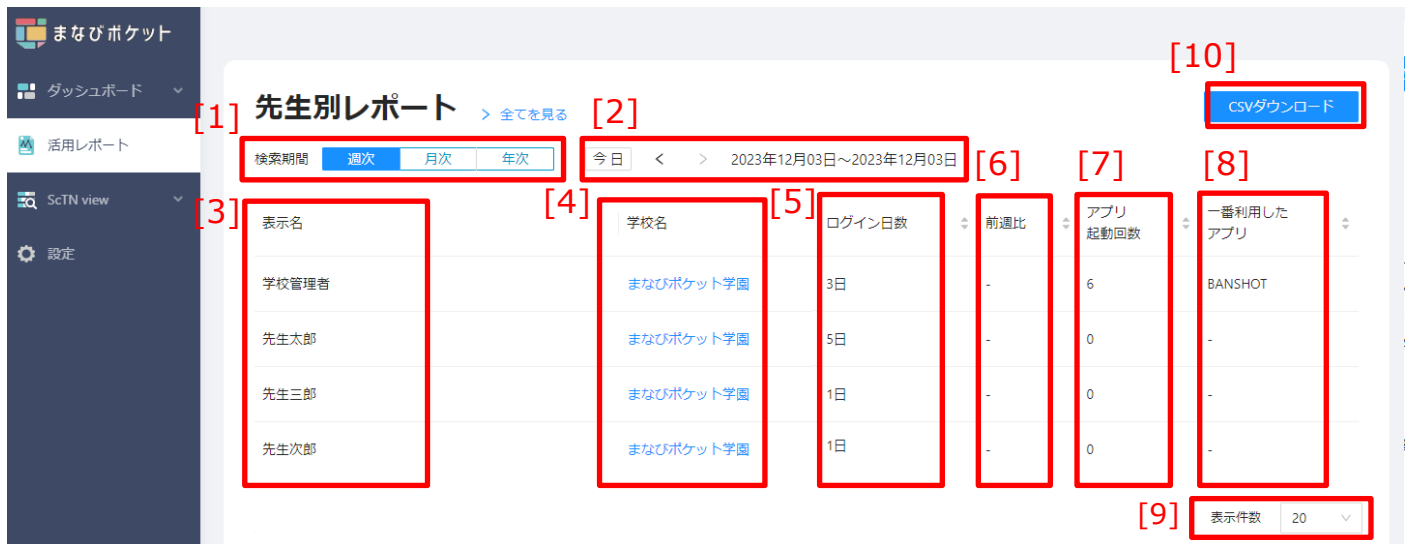 まなびポケット
ダッシュボード
活用レポート
ScTN view
設定
[10]
先生別レポート > 全てを見る
CSVダウンロード
[1]
検索期間 週次 月次 年次
[2]
今日 < > 2023年12月03日~2023年12月03日
[3] [4] [5] [6] [7] [8]
表示名 学校名 ログイン日数 前週比 アプリ起動回数 一番利用したアプリ
学校管理者 まなびポケット学園 3日 - 6 BANSHOT
先生太郎 まなびポケット学園 5日 - 0 -
先生三郎 まなびポケット学園 1日 - 0 -
先生次郎 まなびポケット学園 1日 - 0 -
[9]
表示件数 20